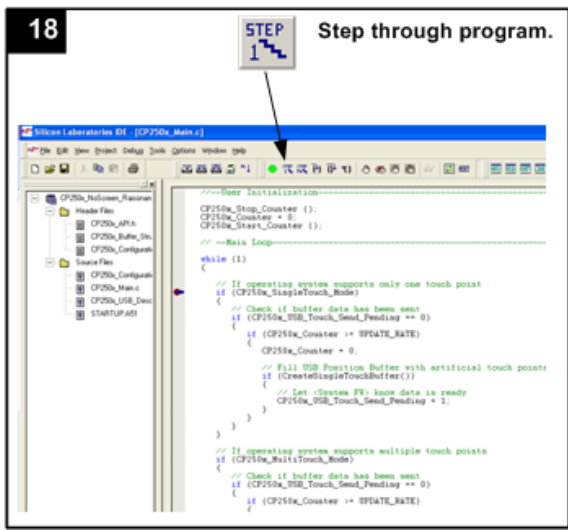 18
STEP
1
Step through program.
Silicon Laboratories IDE - [CP250x_Main.c]
File Edit View Project Debug Tools Options Window Help
CP250x_NoScreen_Raisonan
Header Files
CP250x_API.h
CP250x_Buffer_Stru
CP250x_Configurati
Source Files
CP250x_Configurati
CP250x_Main.c
CP250x_USB_Desc
STARTUP.A51
//--User Initialization
CP250x_Stop_Counter ();
CP250x_Counter = 0;
CP250x_Start_Counter ();
// --Main Loop
while (1)
{
// If operating system supports only one touch point
if (CP250x_SingleTouch_Mode)
{
// Check if buffer data has been sent
if (CP250x_USB_Touch_Send_Pending == 0)
{
if (CP250x_Counter >= UPDATE_RATE)
{
CP250x_Counter = 0;
// Fill USB Position Buffer with artificial touch points
if (CreateSingleTouchBuffer())
{
// Let <System FW> know data is ready
CP250x_USB_Touch_Send_Pending = 1;
}
}
}
}
// If operating system supports multiple touch points
if (CP250x_MultiTouch_Mode)
{
// Check if buffer data has been sent
if (CP250x_USB_Touch_Send_Pending == 0)
{
if (CP250x_Counter >= UPDATE_RATE)
{